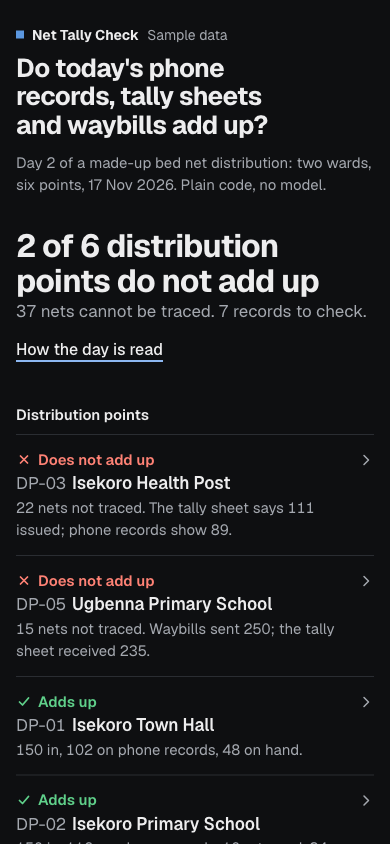 Net Tally Check Sample data
Do today's phone
records, tally sheets
and waybills add up?
Day 2 of a made-up bed net distribution: two wards,
six points, 17 Nov 2026. Plain code, no model.
2 of 6 distribution
points do not add up
37 nets cannot be traced. 7 records to check.
How the day is read
Distribution points
Does not add up
DP-03 Isekoro Health Post
22 nets not traced. The tally sheet says 111
issued; phone records show 89.
Does not add up
DP-05 Ugbenna Primary School
15 nets not traced. Waybills sent 250; the tally
sheet received 235.
Adds up
DP-01 Isekoro Town Hall
150 in, 102 on phone records, 48 on hand.
Adds up
DP-02 Isekoro Primary School